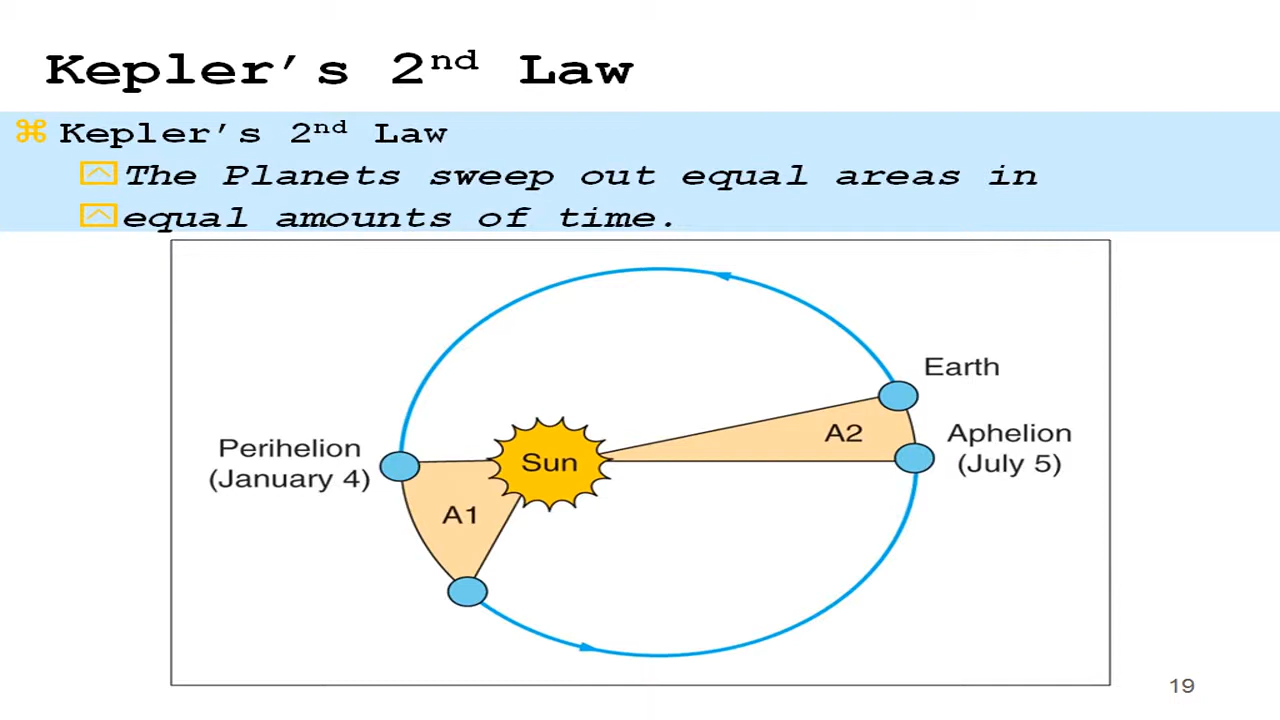 Kepler’s 2nd Law
⌘ Kepler’s 2nd Law
The Planets sweep out equal areas in
equal amounts of time.
Earth
Perihelion
(January 4)
Sun
A2
Aphelion
(July 5)
A1
19